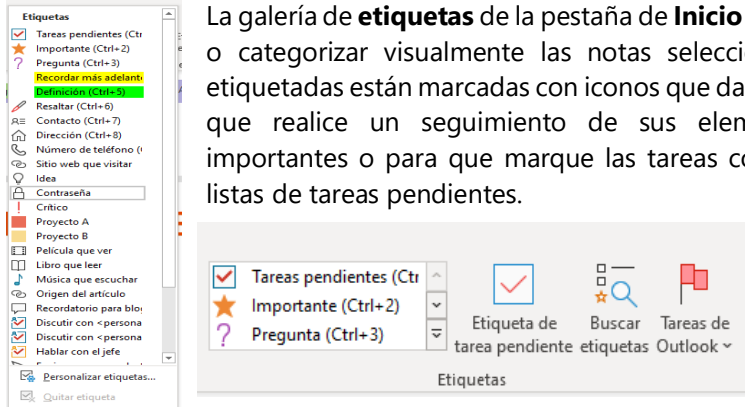 Etiquetas
Tareas pendientes (Ctr
Importante (Ctrl+2)
Pregunta (Ctrl+3)
Recordar más adelant
Definición (Ctrl+5)
Resaltar (Ctrl+6)
Contacto (Ctrl+7)
Dirección (Ctrl+8)
Número de teléfono (
Sitio web que visitar
Idea
Contraseña
Crítico
Proyecto A
Proyecto B
Película que ver
Libro que leer
Música que escuchar
Origen del artículo
Recordatorio para blo
Discutir con <persona
Discutir con <persona
Hablar con el jefe
Personalizar etiquetas...
Quitar etiqueta
La galería de etiquetas de la pestaña de Inicio
o categorizar visualmente las notas selecci
etiquetadas están marcadas con iconos que da
que realice un seguimiento de sus elem
importantes o para que marque las tareas co
listas de tareas pendientes.
Tareas pendientes (Ctr
Importante (Ctrl+2)
Pregunta (Ctrl+3)
Etiqueta de
tarea pendiente
Buscar
etiquetas
Tareas de
Outlook
Etiquetas